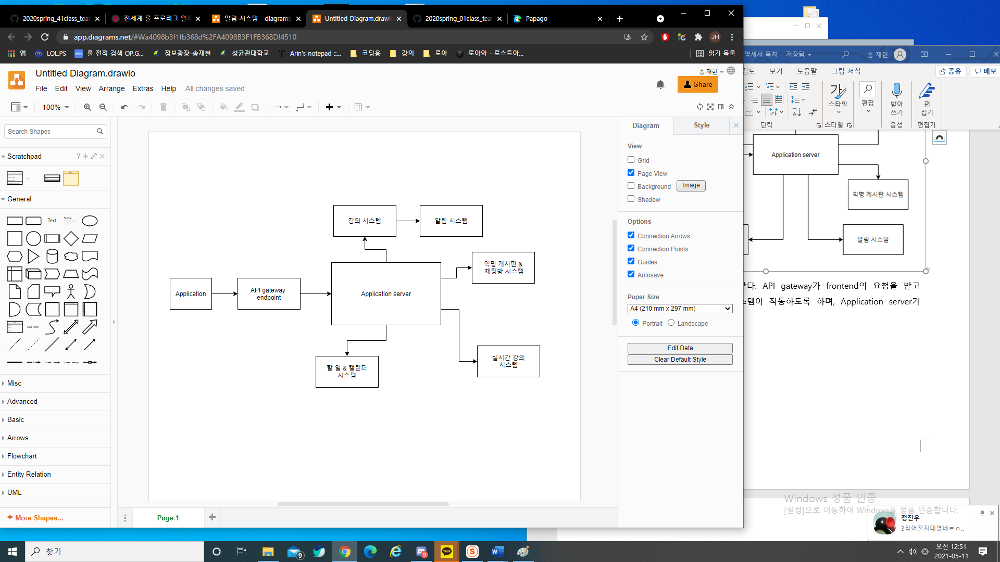 2020spring_41class_tea
전세계 롤 프로리그 일정
알림 시스템 - diagrams
Untitled Diagram.drawio
2020spring_01class_tea
Papago
app.diagrams.net/#Wa4098b3f1fb368d%2FA4098B3F1FB368D!4510
JH
앱
LOL.PS
롤 전적 검색 OP.G...
정보광장-송재현
성균관대학교
Arin's notepad ::...
코딩용
강의
로아
로아와 - 로스트아...
읽기 목록
Untitled Diagram.drawio
송 재현
File Edit View Arrange Extras Help All changes saved
Share
100%
Search Shapes
Scratchpad
General
Text
Heading
List Item
Misc
Advanced
Basic
Arrows
Flowchart
Entity Relation
UML
+ More Shapes...
강의 시스템
알림 시스템
익명 게시판 &
채팅방 시스템
Application
API gateway
endpoint
Application server
할 일 & 캘린더
시스템
실시간 강의
시스템
Page-1
Diagram
Style
View
Grid
Page View
Background
Image
Shadow
Options
Connection Arrows
Connection Points
Guides
Autosave
Paper Size
A4 (210 mm x 297 mm)
Portrait
Landscape
Edit Data
Clear Default Style
명세서 목차 - 저장됨
송 재현
검토 보기 도움말 그림 서식
공유
메모
스타일
편집
받아
쓰기
편
집기
단락
스타일
음성
편집기
Application server
익명 게시판 시스템
알림 시스템
같다. API gateway가 frontend의 요청을 받고
스템이 작동하도록 하며, Application server가
Windows 정품 인증
[설정]으로 이동하여 Windows를 정품 인증합니다.
정진우
3티어꿀자대였네ㄹㅇ..
찾기
9
9
TALK
오전 12:51
2021-05-11